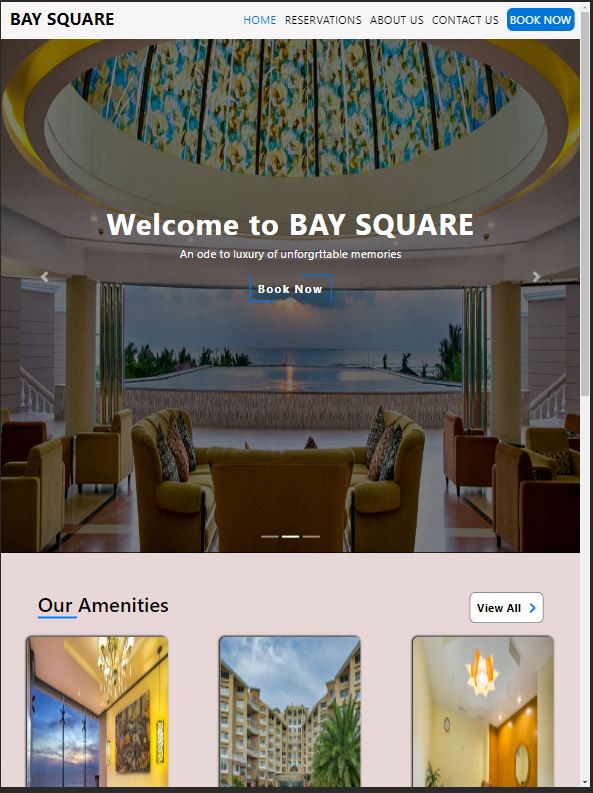 BAY SQUARE
HOME RESERVATIONS ABOUT US CONTACT US BOOK NOW
Welcome to BAY SQUARE
An ode to luxury of unforgrttable memories
Book Now
Our Amenities
View All